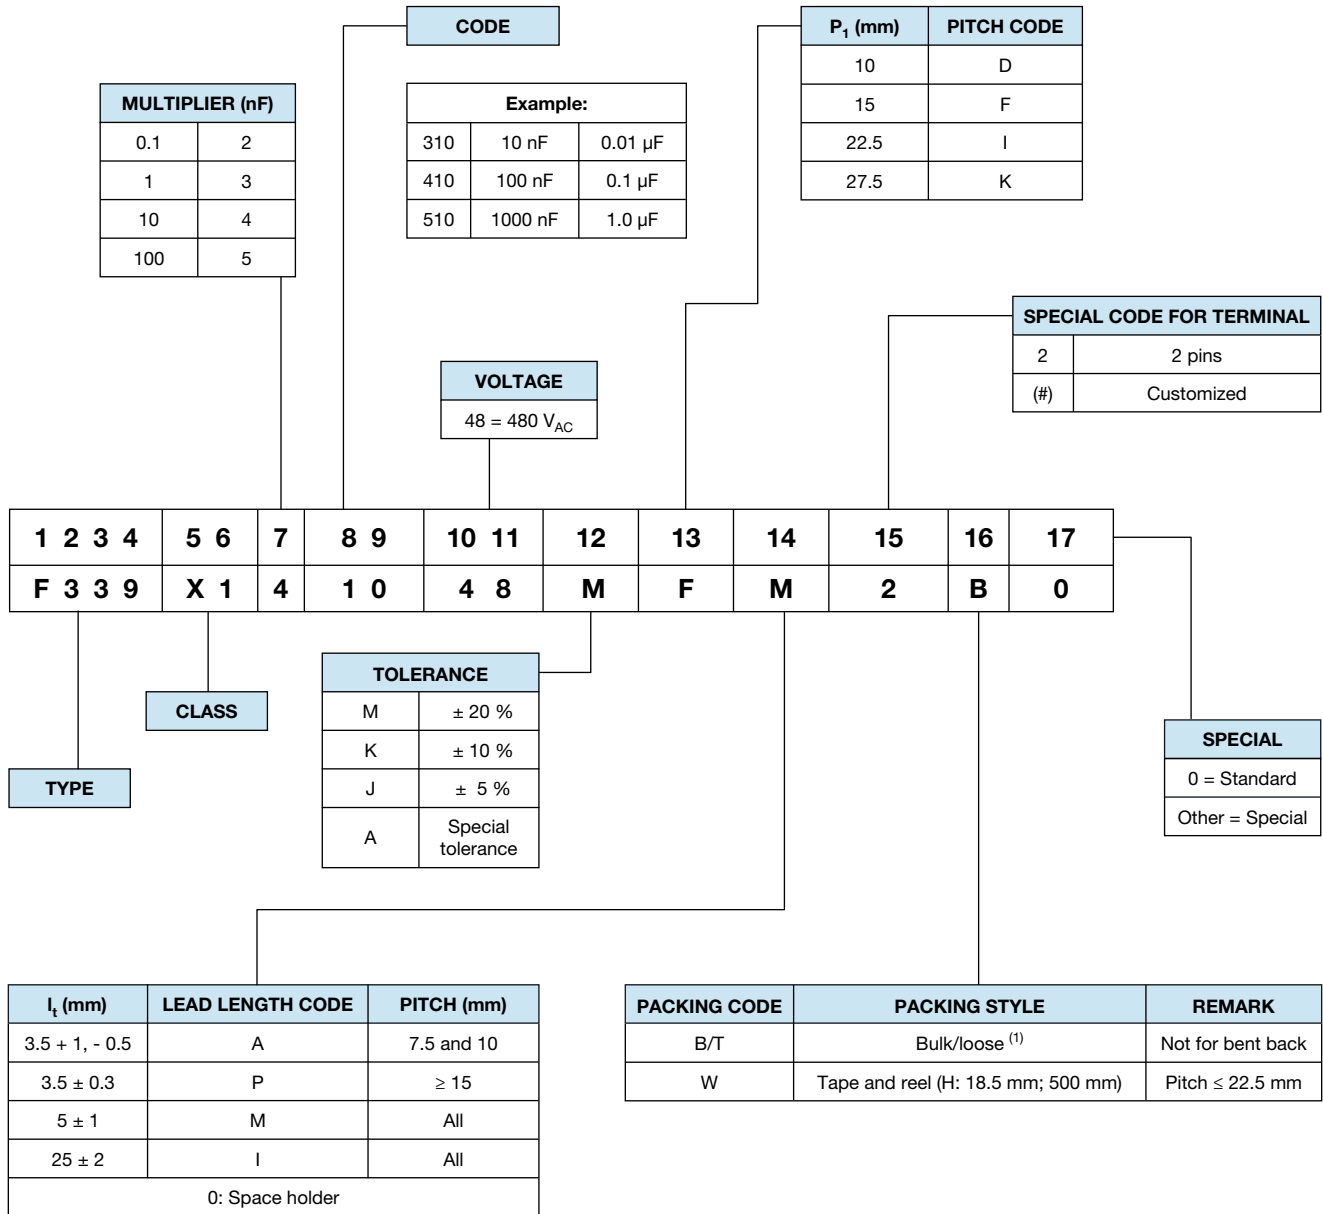 CODE
P1 (mm) PITCH CODE
10 D
15 F
22.5 I
27.5 K
MULTIPLIER (nF)
0.1 2
1 3
10 4
100 5
Example:
310 10 nF 0.01 µF
410 100 nF 0.1 µF
510 1000 nF 1.0 µF
SPECIAL CODE FOR TERMINAL
2 2 pins
(#) Customized
VOLTAGE
48 = 480 VAC
1 2 3 4 5 6 7 8 9 10 11 12 13 14 15 16 17
F 3 3 9 X 1 4 1 0 4 8 M F M 2 B 0
TYPE
CLASS
TOLERANCE
M ± 20 %
K ± 10 %
J ± 5 %
A Special
tolerance
SPECIAL
0 = Standard
Other = Special
lt (mm) LEAD LENGTH CODE PITCH (mm)
3.5 + 1, - 0.5 A 7.5 and 10
3.5 ± 0.3 P ≥ 15
5 ± 1 M All
25 ± 2 I All
0: Space holder
PACKING CODE PACKING STYLE REMARK
B/T Bulk/loose (1) Not for bent back
W Tape and reel (H: 18.5 mm; 500 mm) Pitch ≤ 22.5 mm